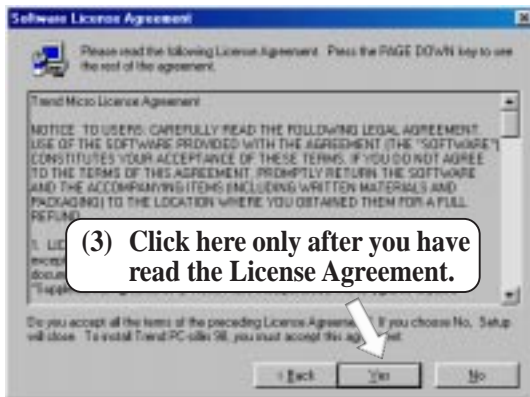 Software License Agreement
Please read the following License Agreement. Press the PAGE DOWN key to see
the rest of the agreement.
Trend Micro License Agreement
NOTICE TO USERS: CAREFULLY READ THE FOLLOWING LEGAL AGREEMENT.
USE OF THE SOFTWARE PROVIDED WITH THE AGREEMENT (THE "SOFTWARE")
CONSTITUTES YOUR ACCEPTANCE OF THESE TERMS. IF YOU DO NOT AGREE
TO THE TERMS OF THIS AGREEMENT, PROMPTLY RETURN THE SOFTWARE
AND THE ACCOMPANYING ITEMS (INCLUDING WRITTEN MATERIALS AND
PACKAGING) TO THE LOCATION WHERE YOU OBTAINED THEM FOR A FULL
REFUND.
(3) Click here only after you have
read the License Agreement.
Do you accept all the terms of the preceding License If you choose No, Setup
will close. To install Trend PC-cillin 98, you must accept this
< Back
Yes
No